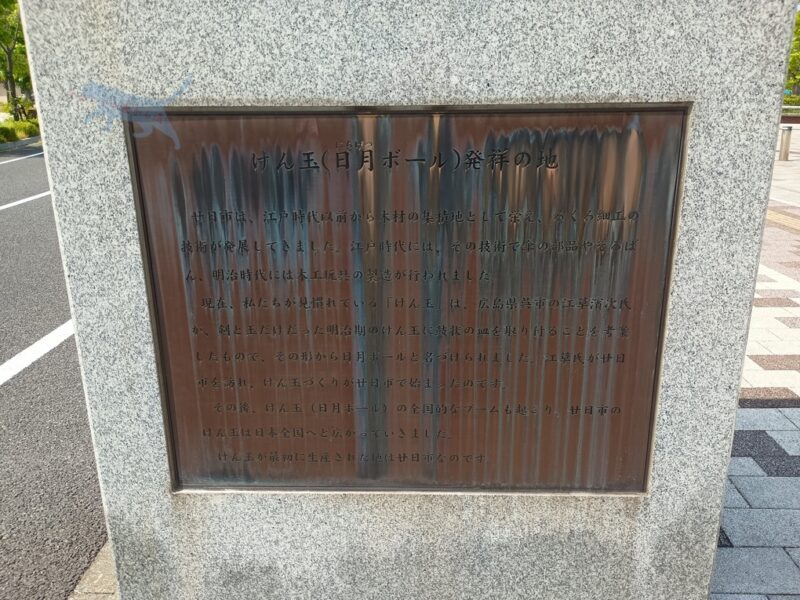 けん玉(日月ボール)発祥の地
にちげつ
廿日市は、江戸時代以前から木材の集積地として栄え、ろくろ細工の
技術が発展してきました。江戸時代には、その技術で傘の部品やそろば
ん、明治時代には木工玩具の製造が行われました。
現在、私たちが見慣れている「けん玉」は、広島県呉市の江草濱次氏
が、剣と玉だけだった明治期のけん玉に鼓状の皿を取り付ることを考案
したもので、その形から日月ボールと名づけられました。江草氏が廿日
市を訪れ、けん玉づくりが廿日市で始まったのです。
その後、けん玉(日月ボール)の全国的なブームも起こり、廿日市の
けん玉は日本全国へと広がっていきました。
けん玉が最初に生産された地は廿日市なのです